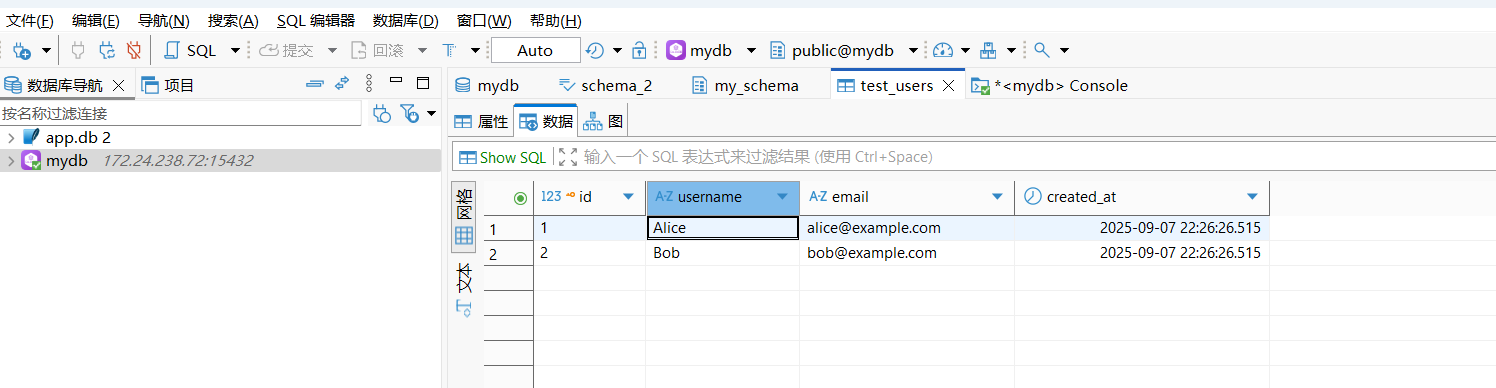 文件(F) 编辑(E) 导航(N) 搜索(A) SQL 编辑器 数据库(D) 窗口(W) 帮助(H)
SQL 提交 回滚 T Auto mydb public@mydb
数据库导航 项目 mydb schema_2 my_schema test_users *<mydb> Console
按名称过滤连接
属性 数据 图
app.db 2
mydb 172.24.238.72:15432
Show SQL 输入一个 SQL 表达式来过滤结果 (使用 Ctrl+Space)
网格
文本
123 id A-Z username A-Z email created_at
1 1 Alice alice@example.com 2025-09-07 22:26:26.515
2 2 Bob bob@example.com 2025-09-07 22:26:26.515